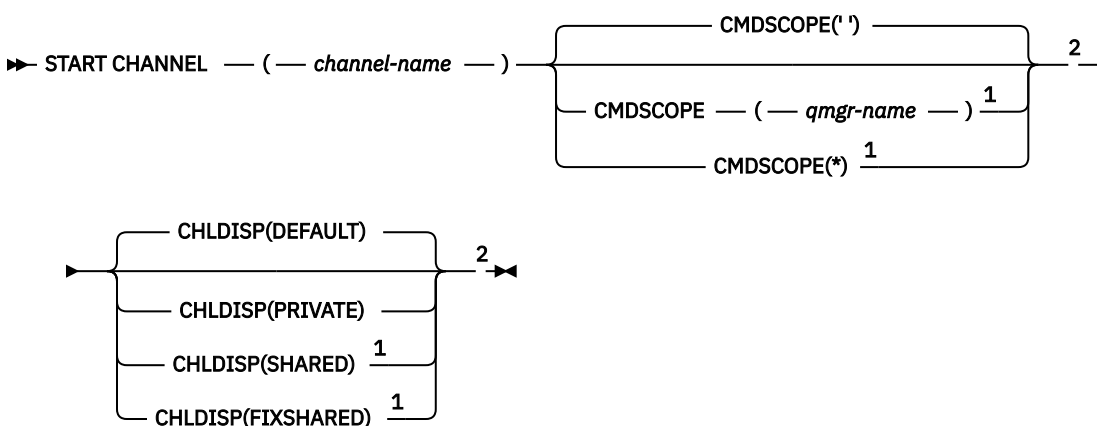 CMDSCOPE(' ')
START CHANNEL ( channel-name ) 2
CMDSCOPE ( qmgr-name ) 1
CMDSCOPE(*) 1
CHLDISP(DEFAULT)
2
CHLDISP(PRIVATE)
CHLDISP(SHARED) 1
CHLDISP(FIXSHARED) 1